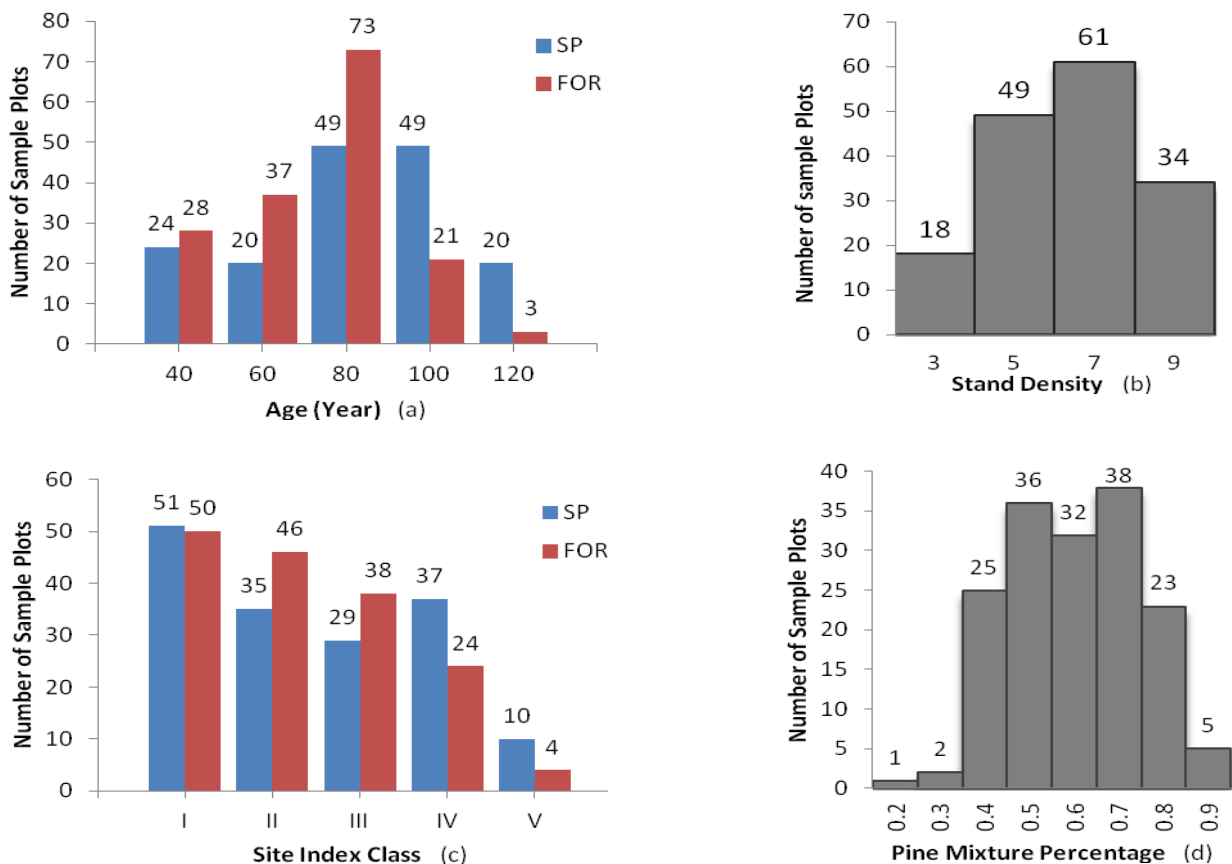 Number of Sample Plots
80
70
60
50
40
30
20
10
0
24 28
20 37
49 73
49 21
20 3
40 60 80 100 120
Age (Year) (a)
SP
FOR
Number of sample Plots
70
60
50
40
30
20
10
0
18 49 61 34
3 5 7 9
Stand Density (b)
Number of Sample Plots
60
50
40
30
20
10
0
51 50
35 46
29 38
37 24
10 4
I II III IV V
Site Index Class (c)
SP
FOR
Number of Sample Plots
40
35
30
25
20
15
10
5
0
1 2 25 36 32 38 23 5
0.2 0.3 0.4 0.5 0.6 0.7 0.8 0.9
Pine Mixture Percentage (d)